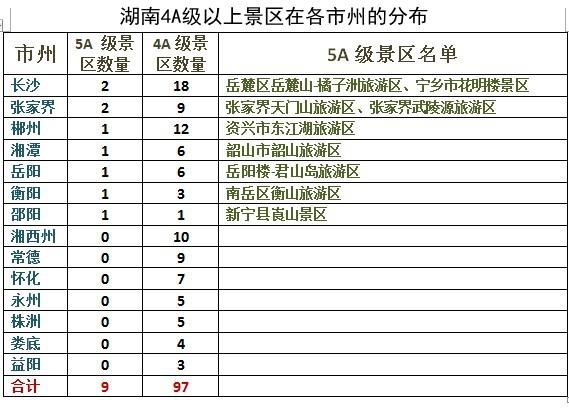 湖南4A级以上景区在各市州的分布
市州 5A 级景区数量 4A 级景区数量 5A 级景区名单
长沙 2 18 岳麓区岳麓山·橘子洲旅游区、宁乡市花明楼景区
张家界 2 9 张家界天门山旅游区、张家界武陵源旅游区
郴州 1 12 资兴市东江湖旅游区
湘潭 1 6 韶山市韶山旅游区
岳阳 1 6 岳阳楼·君山岛旅游区
衡阳 1 3 南岳区衡山旅游区
邵阳 1 1 新宁县崀山景区
湘西州 0 10
常德 0 9
怀化 0 7
永州 0 5
株洲 0 5
娄底 0 4
益阳 0 3
合计 9 97